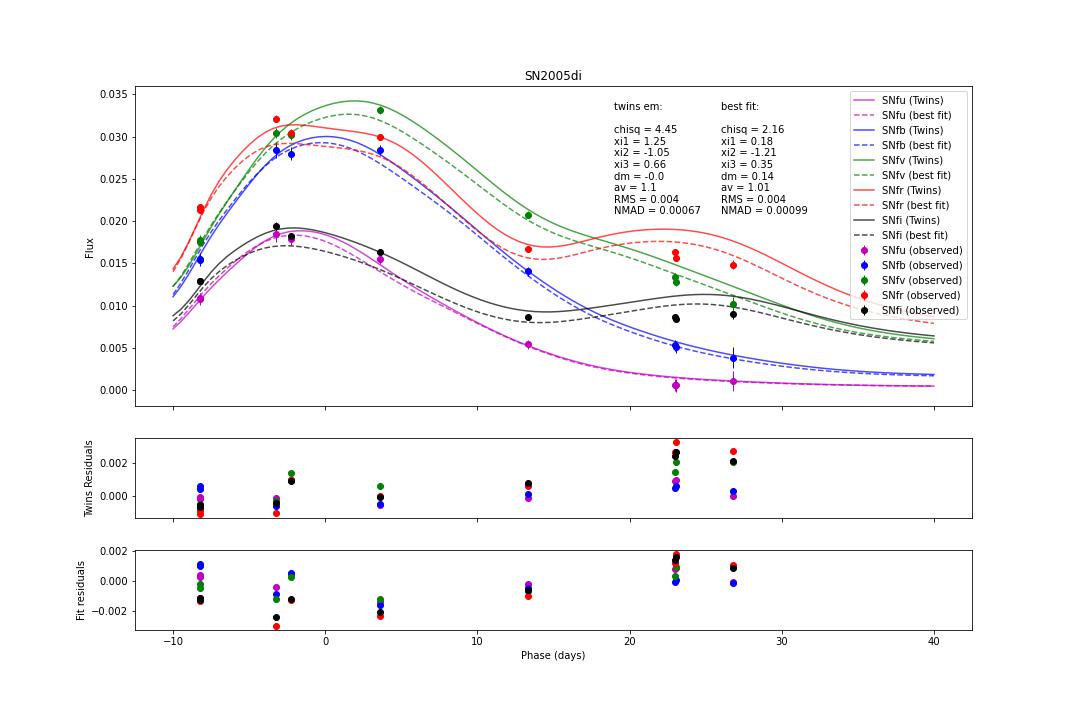 SN2005di
Flux
0.035
0.030
0.025
0.020
0.015
0.010
0.005
0.000
twins em:
chisq = 4.45
xi1 = 1.25
xi2 = -1.05
xi3 = 0.66
dm = -0.0
av = 1.1
RMS = 0.004
NMAD = 0.00067
best fit:
chisq = 2.16
xi1 = 0.18
xi2 = -1.21
xi3 = 0.35
dm = 0.14
av = 1.01
RMS = 0.004
NMAD = 0.00099
SNfu (Twins)
SNfu (best fit)
SNfb (Twins)
SNfb (best fit)
SNfv (Twins)
SNfv (best fit)
SNfr (Twins)
SNfr (best fit)
SNfi (Twins)
SNfi (best fit)
SNfu (observed)
SNfb (observed)
SNfv (observed)
SNfr (observed)
SNfi (observed)
Twins Residuals
0.002
0.000
Fit residuals
0.002
0.000
−0.002
−10
0
10
20
30
40
Phase (days)